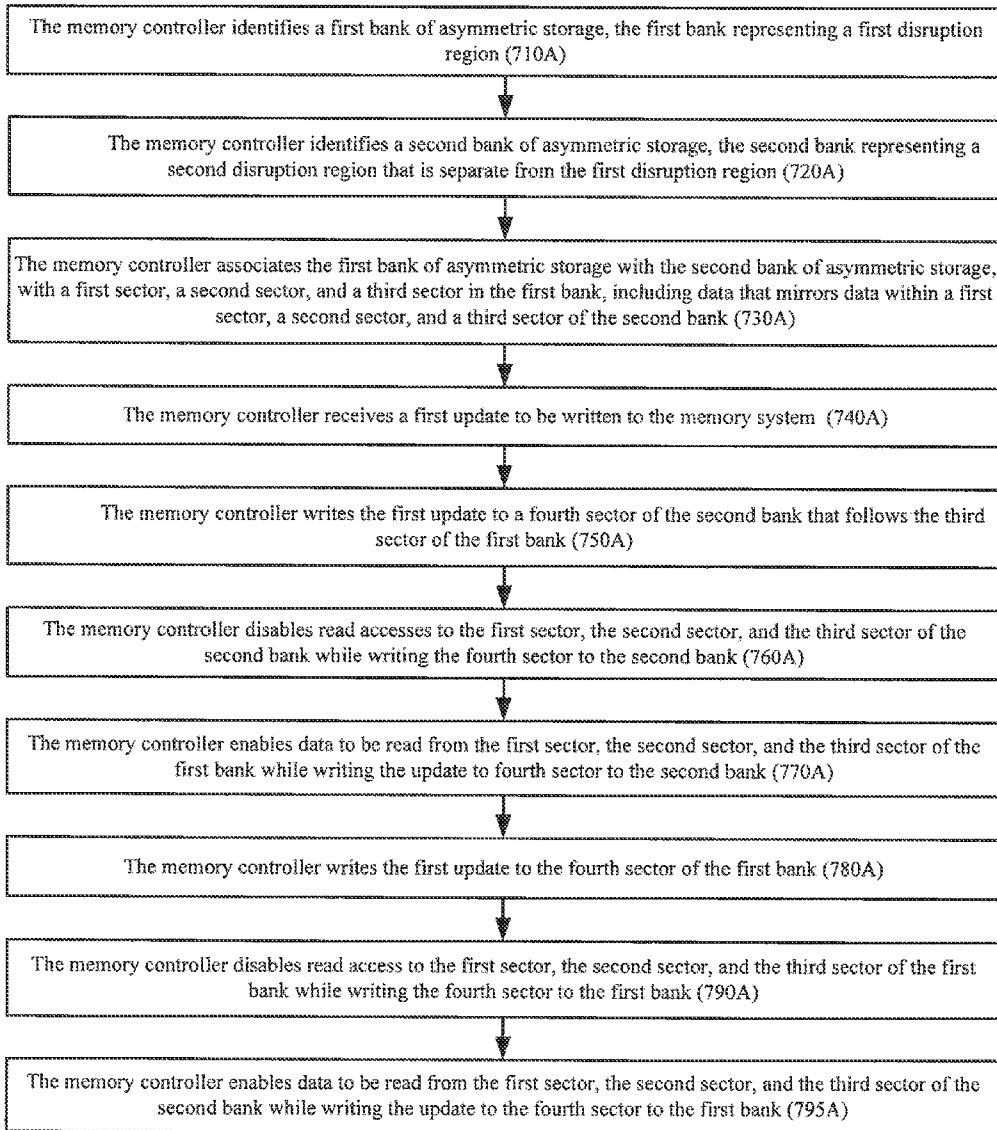 The memory controller identifies a first bank of asymmetric storage, the first bank representing a first disruption
region (710A)
The memory controller identifies a second bank of asymmetric storage, the second bank representing a
second disruption region that is separate from the first disruption region (720A)
The memory controller associates the first bank of asymmetric storage with the second bank of asymmetric storage,
with a first sector, a second sector, and a third sector in the first bank, including data that mirrors data within a first
sector, a second sector, and a third sector of the second bank (730A)
The memory controller receives a first update to be written to the memory system (740A)
The memory controller writes the first update to a fourth sector of the second bank that follows the third
sector of the first bank (750A)
The memory controller disables read accesses to the first sector, the second sector, and the third sector of the
second bank while writing the fourth sector to the second bank (760A)
The memory controller enables data to be read from the first sector, the second sector, and the third sector of the
first bank while writing the update to fourth sector to the second bank (770A)
The memory controller writes the first update to the fourth sector of the first bank (780A)
The memory controller disables read access to the first sector, the second sector, and the third sector of the first
bank while writing the fourth sector to the first bank (790A)
The memory controller enables data to be read from the first sector, the second sector, and the third sector of the
second bank while writing the update to the fourth sector to the first bank (795A)